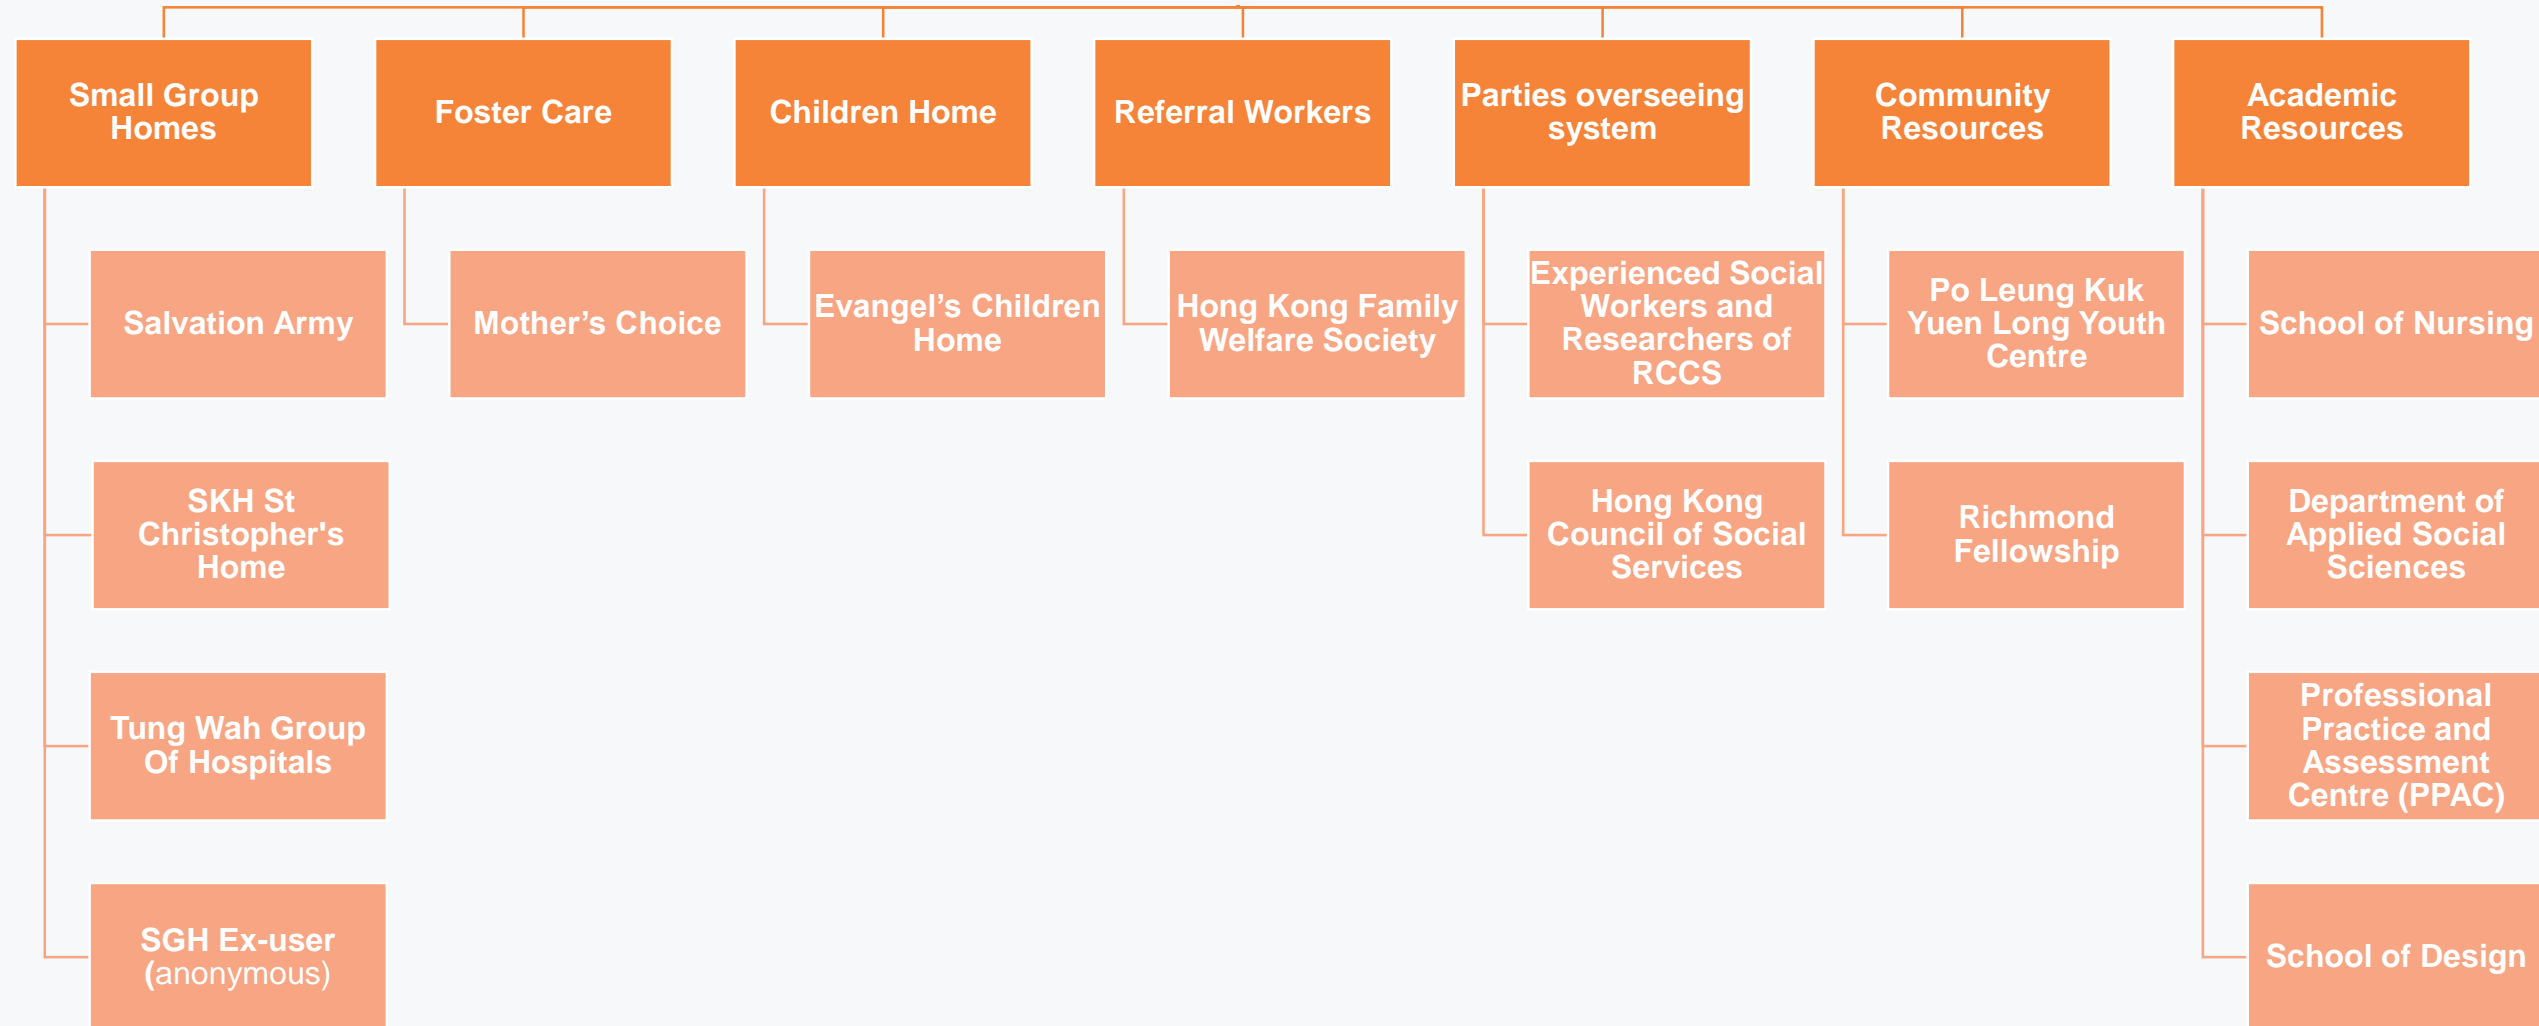 Small Group
Homes
Foster Care
Children Home
Referral Workers
Parties overseeing
system
Community
Resources
Academic
Resources
Salvation Army
Mother’s Choice
Evangel’s Children
Home
Hong Kong Family
Welfare Society
Experienced Social
Workers and
Researchers of
RCCS
Po Leung Kuk
Yuen Long Youth
Centre
School of Nursing
SKH St
Christopher's
Home
Hong Kong
Council of Social
Services
Richmond
Fellowship
Department of
Applied Social
Sciences
Tung Wah Group
Of Hospitals
Professional
Practice and
Assessment
Centre (PPAC)
SGH Ex-user
(anonymous)
School of Design